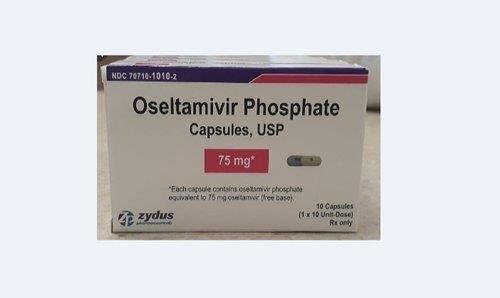 NDC 70710-1010-2
Oseltamivir Phosphate
Capsules, USP
75 mg*
*Each capsule contains oseltamivir phosphate
equivalent to 75 mg oseltamivir (free base).
zydus
pharmaceuticals
10 Capsules
(1 x 10 Unit-Dose)
Rx only